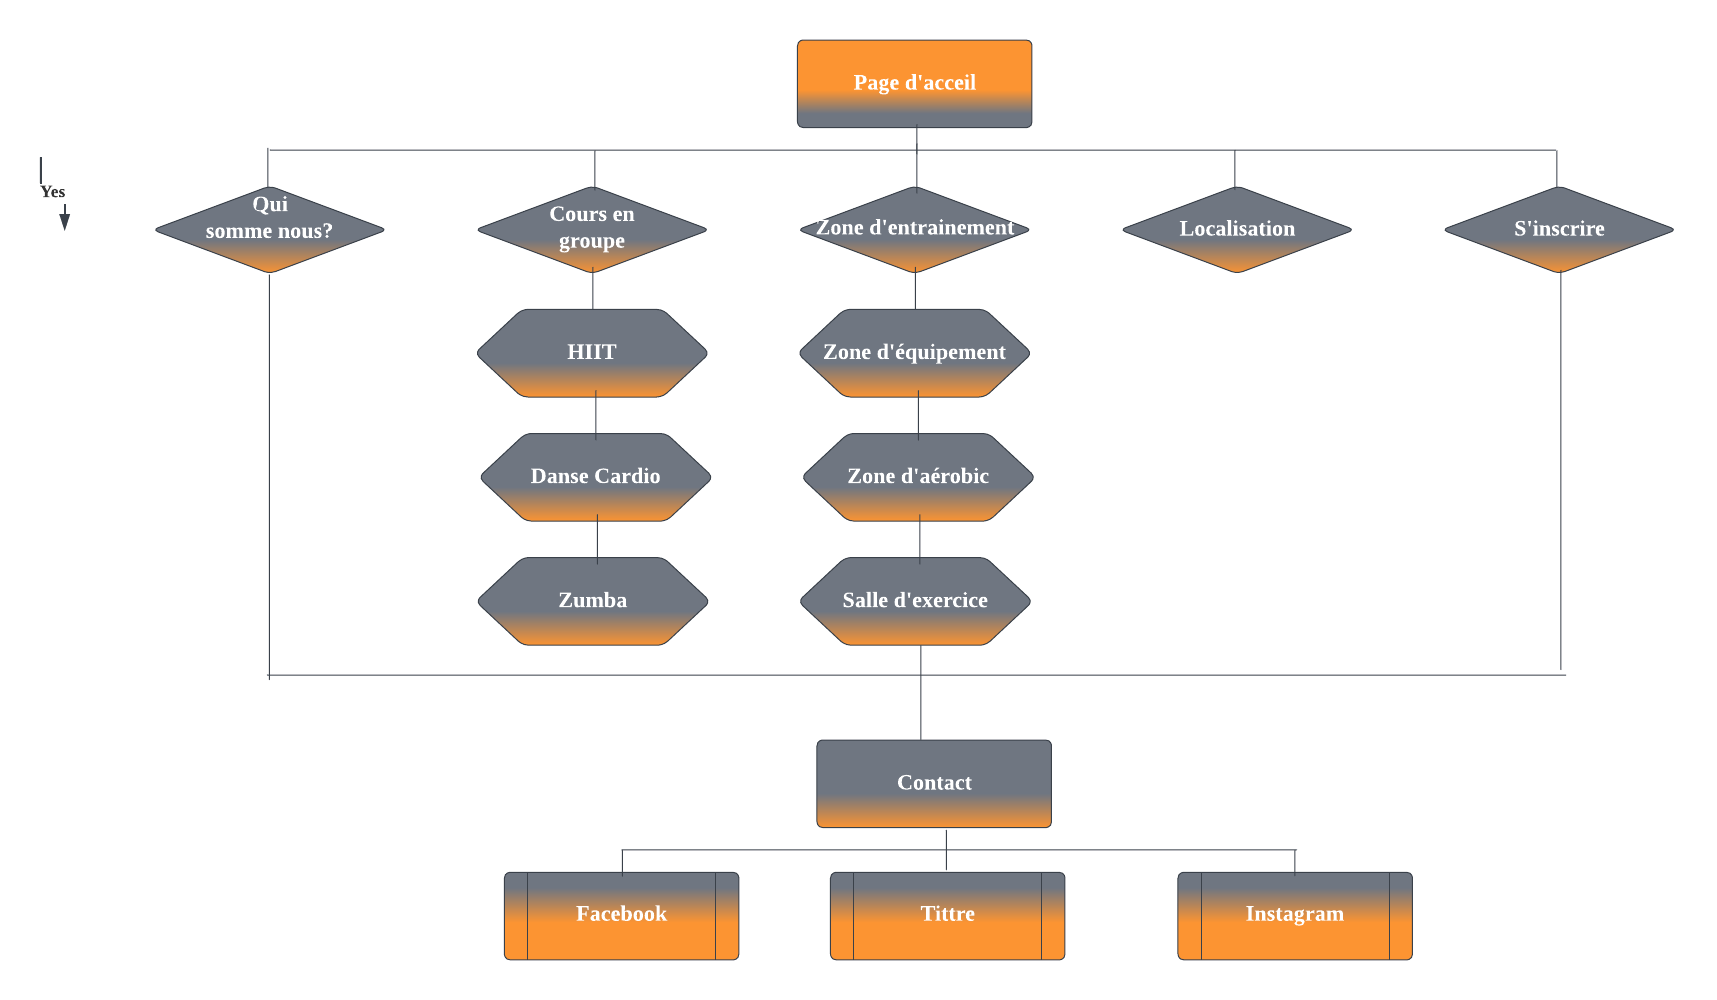 Page d'acceil
Yes
Qui
somme nous?
Cours en
groupe
Zone d'entrainement
Localisation
S'inscrire
HIIT
Zone d'équipement
Danse Cardio
Zone d'aérobic
Zumba
Salle d'exercice
Contact
Facebook
Tittre
Instagram